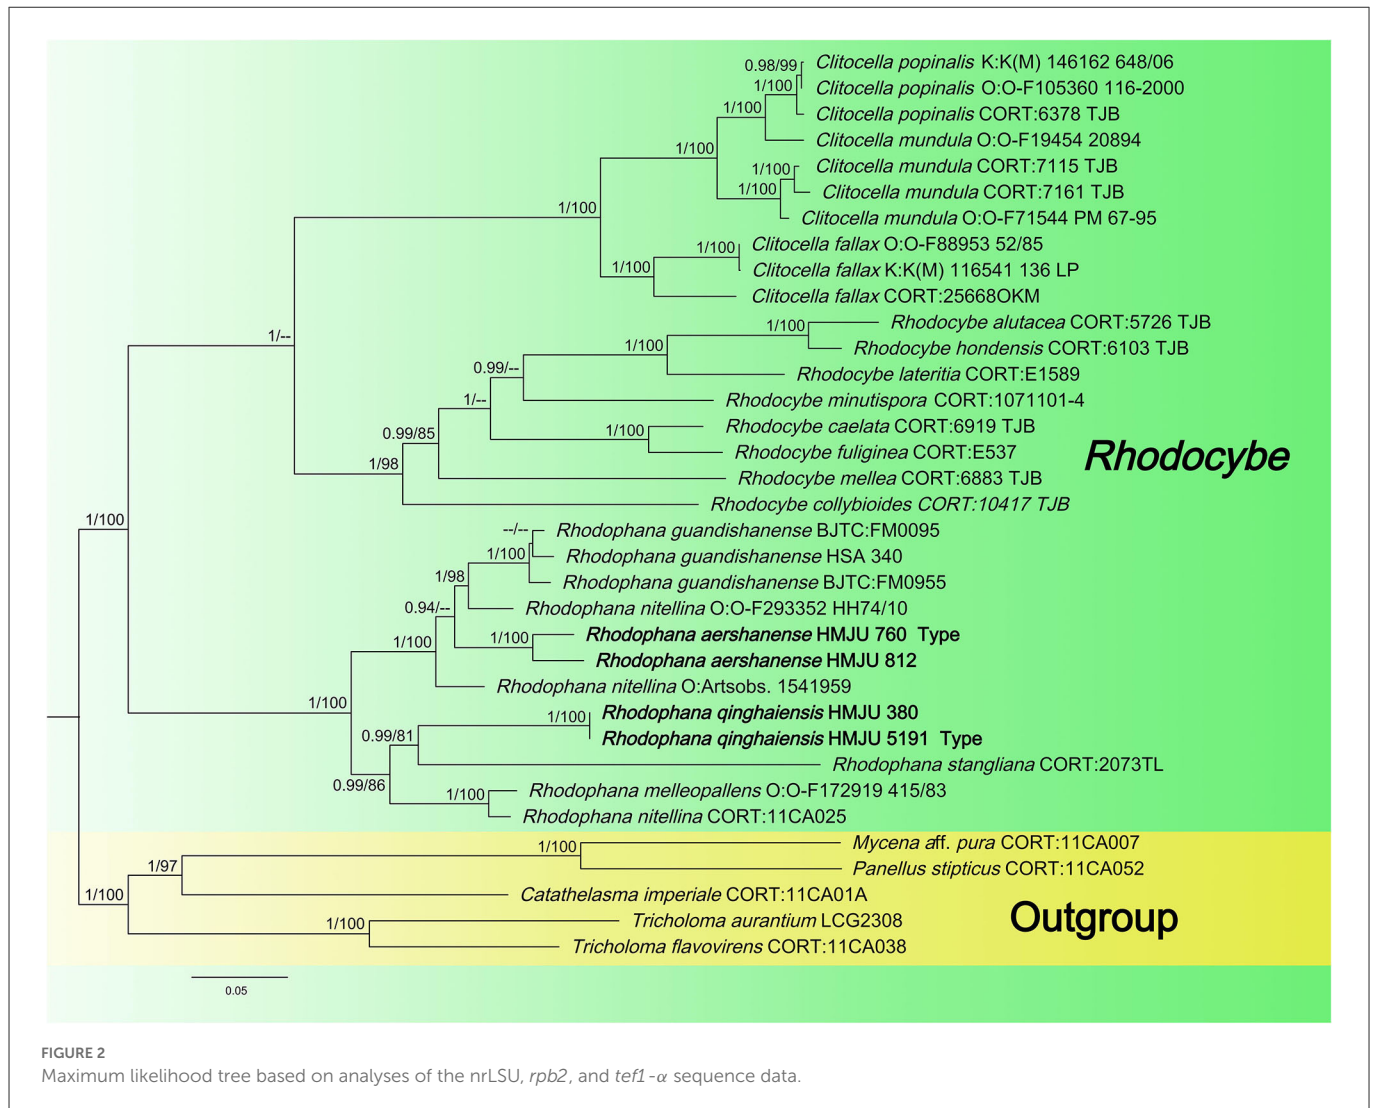 0.98/99
Clitocella popinalis K:K(M) 146162 648/06
1/100
Clitocella popinalis O:O-F105360 116-2000
1/100
Clitocella popinalis CORT:6378 TJB
Clitocella mundula O:O-F19454 20894
1/100
1/100
Clitocella mundula CORT:7115 TJB
1/100
Clitocella mundula CORT:7161 TJB
1/100
Clitocella mundula O:O-F71544 PM 67-95
1/100
Clitocella fallax O:O-F88953 52/85
1/100
Clitocella fallax K:K(M) 116541 136 LP
Clitocella fallax CORT:25668OKM
1/--
1/100
Rhodocybe alutacea CORT:5726 TJB
1/100
Rhodocybe hondensis CORT:6103 TJB
0.99/--
Rhodocybe lateritia CORT:E1589
1/--
Rhodocybe minutispora CORT:1071101-4
0.99/85
1/100
Rhodocybe caelata CORT:6919 TJB
Rhodocybe fuliginea CORT:E537
Rhodocybe
1/98
Rhodocybe mellea CORT:6883 TJB
Rhodocybe collybioides CORT:10417 TJB
1/100
--/--
Rhodophana guandishanense BJTC:FM0095
1/100
Rhodophana guandishanense HSA 340
1/98
Rhodophana guandishanense BJTC:FM0955
0.94/--
Rhodophana nitellina O:O-F293352 HH74/10
1/100
1/100
Rhodophana aershanense HMJU 760 Type
Rhodophana aershanense HMJU 812
Rhodophana nitellina O:Artsobs. 1541959
1/100
1/100
Rhodophana qinghaiensis HMJU 380
0.99/81
Rhodophana qinghaiensis HMJU 5191 Type
Rhodophana stangliana CORT:2073TL
0.99/86
1/100
Rhodophana melleopallens O:O-F172919 415/83
Rhodophana nitellina CORT:11CA025
1/100
Mycena aff. pura CORT:11CA007
1/97
Panellus stipticus CORT:11CA052
1/100
Catathelasma imperiale CORT:11CA01A
1/100
Tricholoma aurantium LCG2308
Outgroup
Tricholoma flavovirens CORT:11CA038
0.05
FIGURE 2
Maximum likelihood tree based on analyses of the nrLSU, rpb2, and tef1-α sequence data.